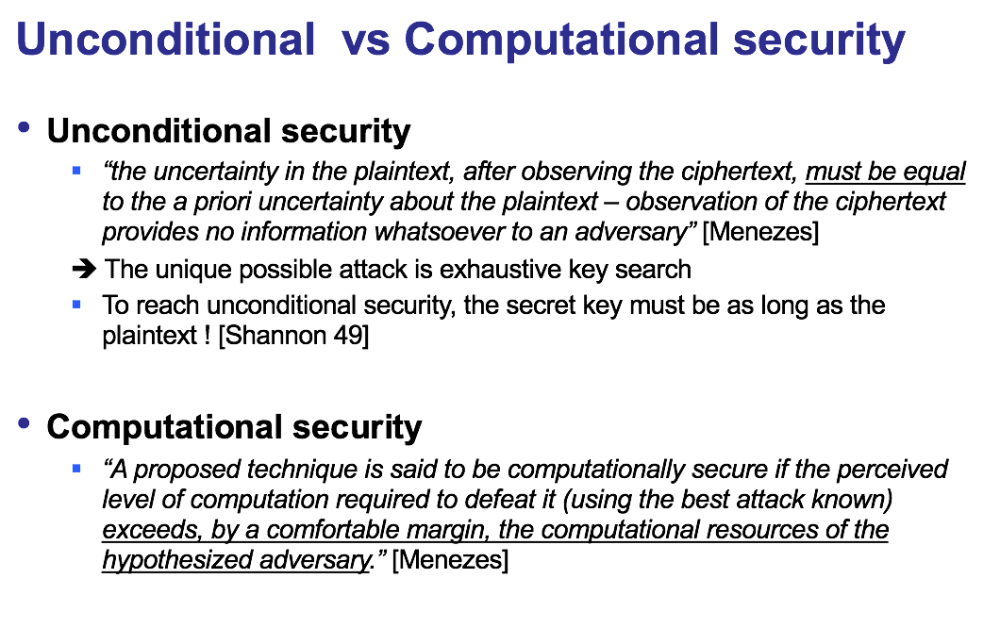 Unconditional vs Computational security
• Unconditional security
▪ “the uncertainty in the plaintext, after observing the ciphertext, must be equal
to the a priori uncertainty about the plaintext – observation of the ciphertext
provides no information whatsoever to an adversary” [Menezes]
➔ The unique possible attack is exhaustive key search
▪ To reach unconditional security, the secret key must be as long as the
plaintext ! [Shannon 49]
• Computational security
▪ “A proposed technique is said to be computationally secure if the perceived
level of computation required to defeat it (using the best attack known)
exceeds, by a comfortable margin, the computational resources of the
hypothesized adversary.” [Menezes]